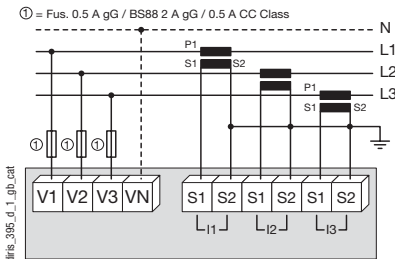 ① = Fus. 0.5 A gG / BS88 2 A gG / 0.5 A CC Class
N
P1 L1
S1 S2
L2
P1 L3
S1 S2
① ① ①
V1 V2 V3 VN S1 S2 S1 S2 S1 S2
I1 I2 I3
diris_395_d_1_gb_cat